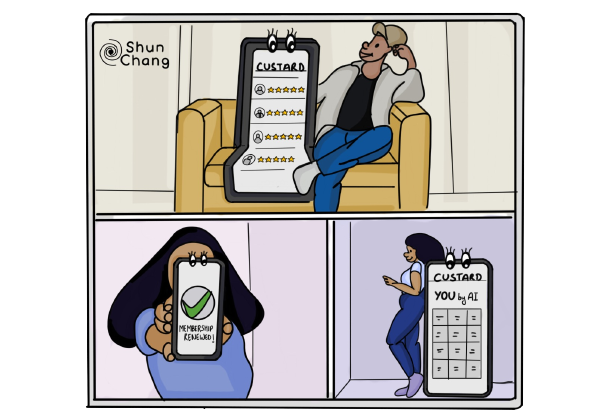 Shun
Chang
CUSTARD
MEMBERSHIP
RENEWED!
CUSTARD
YOU by AI